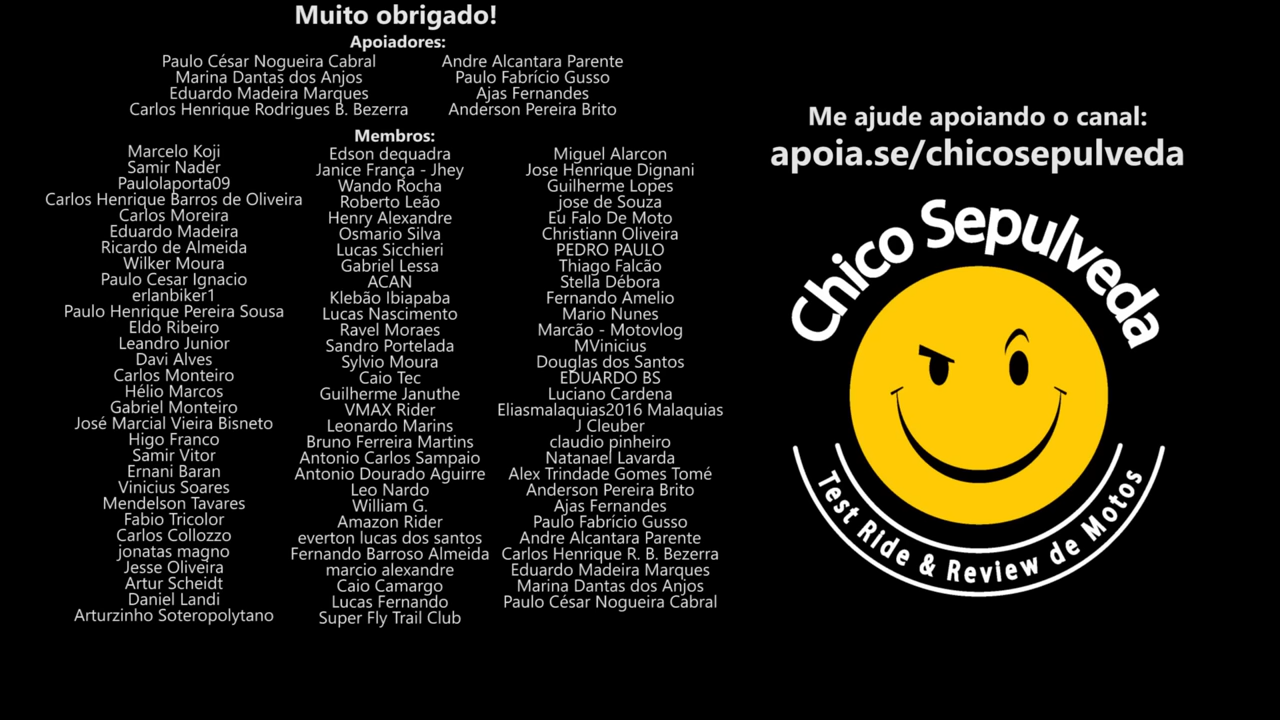 Muito obrigado!
Apoiadores:
Paulo César Nogueira Cabral
Marina Dantas dos Anjos
Eduardo Madeira Marques
Carlos Henrique Rodrigues B. Bezerra
Andre Alcantara Parente
Paulo Fabrício Gusso
Ajas Fernandes
Anderson Pereira Brito
Membros:
Marcelo Koji
Samir Nader
Paulolaporta09
Carlos Henrique Barros de Oliveira
Carlos Moreira
Eduardo Madeira
Ricardo de Almeida
Wilker Moura
Paulo Cesar Ignacio
erlanbiker1
Paulo Henrique Pereira Sousa
Eldo Ribeiro
Leandro Junior
Davi Alves
Carlos Monteiro
Hélio Marcos
Gabriel Monteiro
José Marcial Vieira Bisneto
Higo Franco
Samir Vitor
Ernani Baran
Vinicius Soares
Mendelson Tavares
Fabio Tricolor
Carlos Collozzo
jonatas magno
Jesse Oliveira
Artur Scheidt
Daniel Landi
Arturzinho Soteropolytano
Edson dequadra
Janice França - Jhey
Wando Rocha
Roberto Leão
Henry Alexandre
Osmario Silva
Lucas Sicchieri
Gabriel Lessa
ACAN
Klebão Ibiapaba
Lucas Nascimento
Ravel Moraes
Sandro Portelada
Sylvio Moura
Caio Tec
Guilherme Januthe
VMAX Rider
Leonardo Marins
Bruno Ferreira Martins
Antonio Carlos Sampaio
Antonio Dourado Aguirre
Leo Nardo
William G.
Amazon Rider
everton lucas dos santos
Fernando Barroso Almeida
marcio alexandre
Caio Camargo
Lucas Fernando
Super Fly Trail Club
Miguel Alarcon
Jose Henrique Dignani
Guilherme Lopes
jose de Souza
Eu Falo De Moto
Christiann Oliveira
PEDRO PAULO
Thiago Falcão
Stella Débora
Fernando Amelio
Mario Nunes
Marcão - Motovlog
MVinicius
Douglas dos Santos
EDUARDO BS
Luciano Cardena
Eliasmalaquias2016 Malaquias
J Cleuber
claudio pinheiro
Natanael Lavarda
Alex Trindade Gomes Tomé
Anderson Pereira Brito
Ajas Fernandes
Paulo Fabrício Gusso
Andre Alcantara Parente
Carlos Henrique R. B. Bezerra
Eduardo Madeira Marques
Marina Dantas dos Anjos
Paulo César Nogueira Cabral
Me ajude apoiando o canal:
apoia.se/chicosepulveda
Chico Sepulveda
Test Ride & Review de Motos